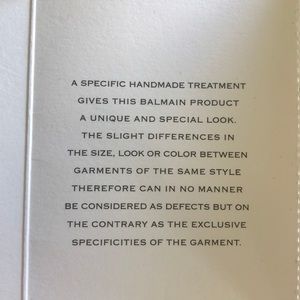 A SPECIFIC HANDMADE TREATMENT
GIVES THIS BALMAIN PRODUCT
A UNIQUE AND SPECIAL LOOK.
THE SLIGHT DIFFERENCES IN
THE SIZE, LOOK OR COLOR BETWEEN
GARMENTS OF THE SAME STYLE
THEREFORE CAN IN NO MANNER
BE CONSIDERED AS DEFECTS BUT ON
THE CONTRARY AS THE EXCLUSIVE
SPECIFICITIES OF THE GARMENT.